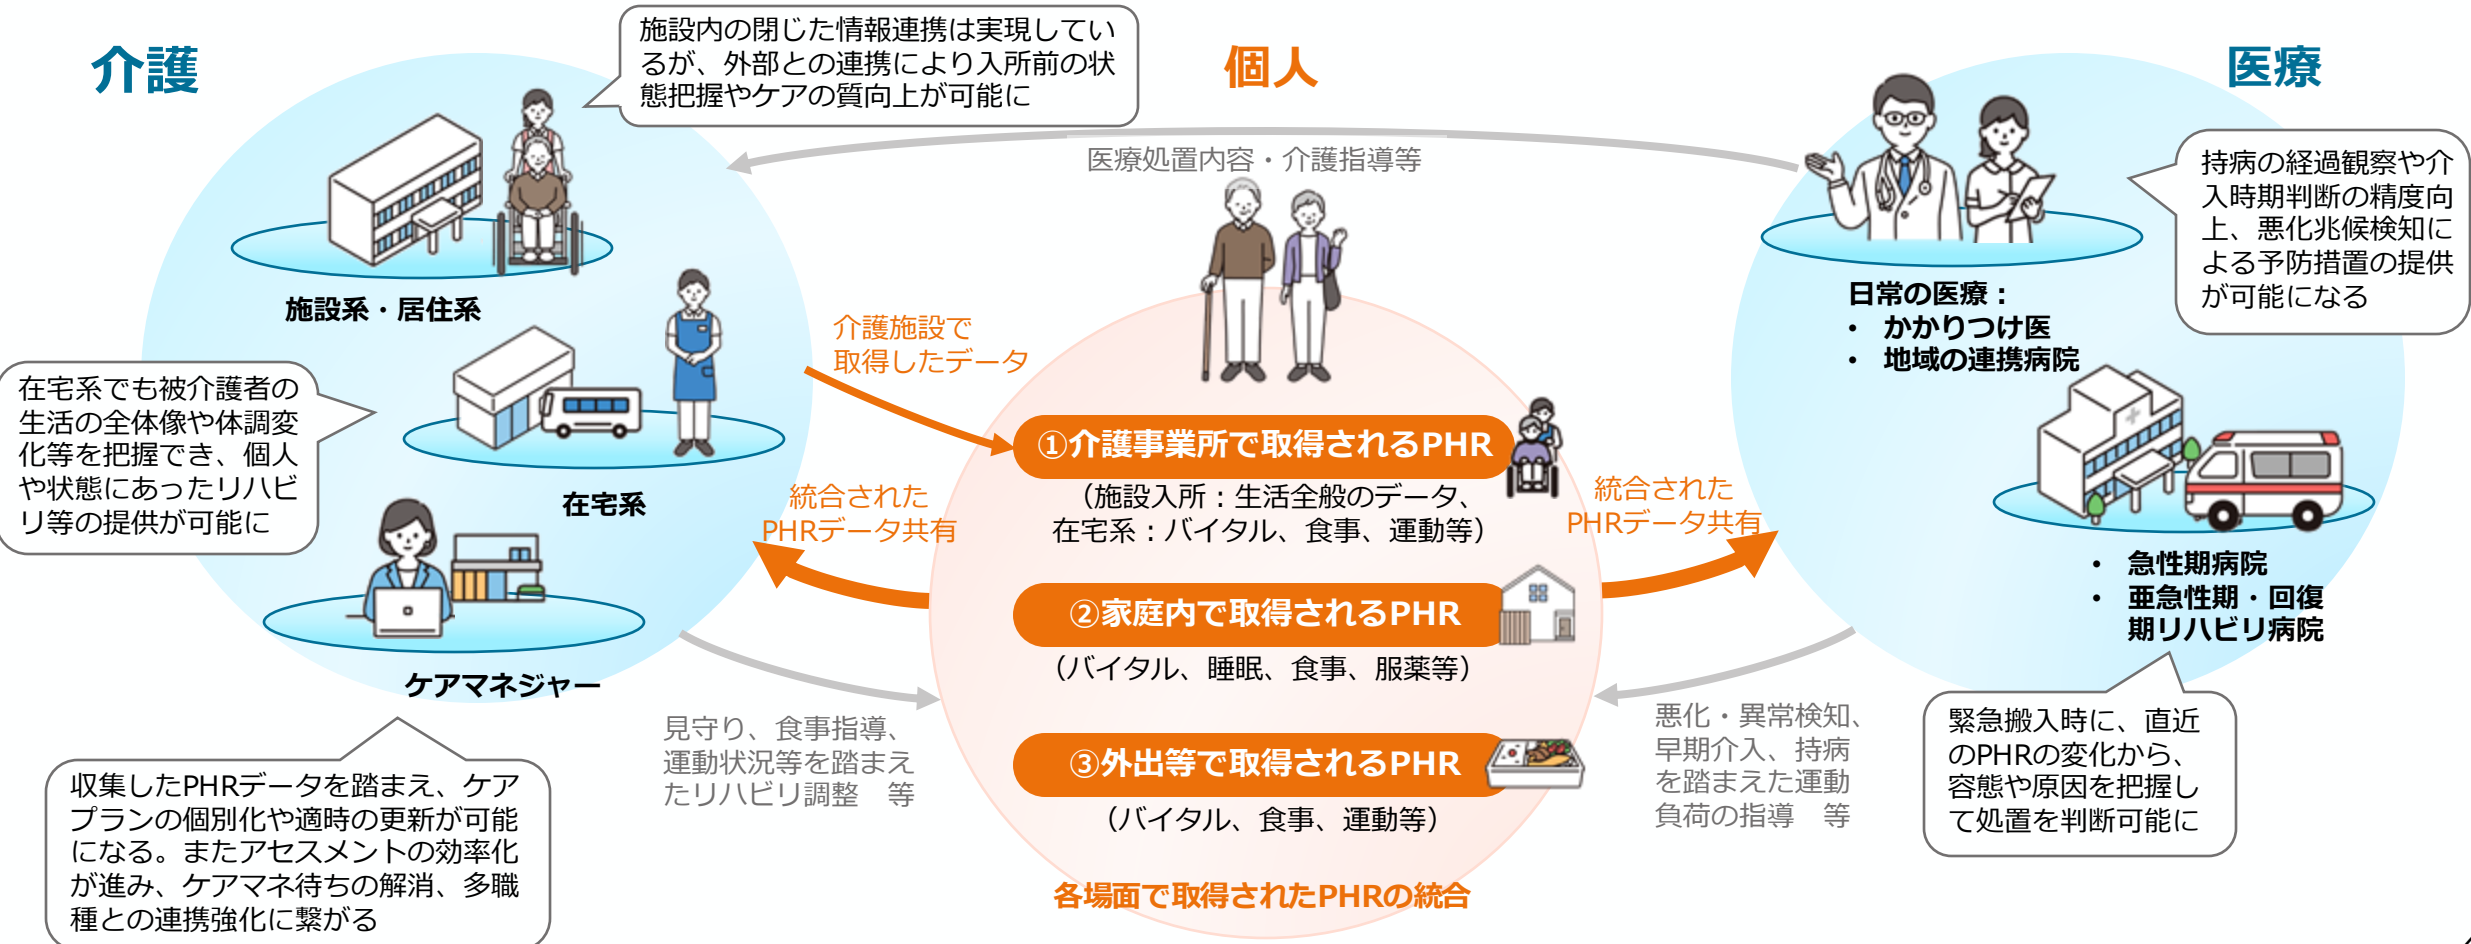 介護
施設内の閉じた情報連携は実現してい
るが、外部との連携により入所前の状
態把握やケアの質向上が可能に
個人
医療
医療処置内容・介護指導等
持病の経過観察や介
入時期判断の精度向
上、悪化兆候検知に
よる予防措置の提供
が可能になる
施設系・居住系
日常の医療：
• かかりつけ医
• 地域の連携病院
介護施設で
取得したデータ
在宅系でも被介護者の
生活の全体像や体調変
化等を把握でき、個人
や状態にあったリハビ
リ等の提供が可能に
在宅系
統合された
PHRデータ共有
①介護事業所で取得されるPHR
（施設入所：生活全般のデータ、
在宅系：バイタル、食事、運動等）
統合された
PHRデータ共有
• 急性期病院
• 亜急性期・回復
期リハビリ病院
②家庭内で取得されるPHR
（バイタル、睡眠、食事、服薬等）
ケアマネジャー
見守り、食事指導、
運動状況等を踏まえ
たリハビリ調整　等
悪化・異常検知、
早期介入、持病
を踏まえた運動
負荷の指導　等
緊急搬入時に、直近
のPHRの変化から、
容態や原因を把握し
て処置を判断可能に
③外出等で取得されるPHR
（バイタル、食事、運動等）
収集したPHRデータを踏まえ、ケア
プランの個別化や適時の更新が可能
になる。またアセスメントの効率化
が進み、ケアマネ待ちの解消、多職
種との連携強化に繋がる
各場面で取得されたPHRの統合